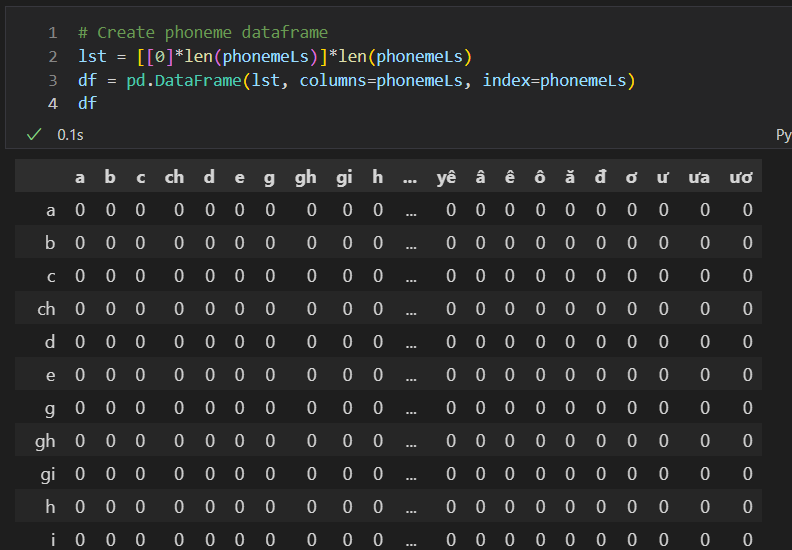 1 # Create phoneme dataframe
2 lst = [[0]*len(phonemeLs)]*len(phonemeLs)
3 df = pd.DataFrame(lst, columns=phonemeLs, index=phonemeLs)
4 df
0.1s
Py
a b c ch d e g gh gi h ... yê â ê ô ă đ ơ ư ưa ươ
a 0 0 0 0 0 0 0 0 0 0 ... 0 0 0 0 0 0 0 0 0 0
b 0 0 0 0 0 0 0 0 0 0 ... 0 0 0 0 0 0 0 0 0 0
c 0 0 0 0 0 0 0 0 0 0 ... 0 0 0 0 0 0 0 0 0 0
ch 0 0 0 0 0 0 0 0 0 0 ... 0 0 0 0 0 0 0 0 0 0
d 0 0 0 0 0 0 0 0 0 0 ... 0 0 0 0 0 0 0 0 0 0
e 0 0 0 0 0 0 0 0 0 0 ... 0 0 0 0 0 0 0 0 0 0
g 0 0 0 0 0 0 0 0 0 0 ... 0 0 0 0 0 0 0 0 0 0
gh 0 0 0 0 0 0 0 0 0 0 ... 0 0 0 0 0 0 0 0 0 0
gi 0 0 0 0 0 0 0 0 0 0 ... 0 0 0 0 0 0 0 0 0 0
h 0 0 0 0 0 0 0 0 0 0 ... 0 0 0 0 0 0 0 0 0 0
i 0 0 0 0 0 0 0 0 0 0 ... 0 0 0 0 0 0 0 0 0 0